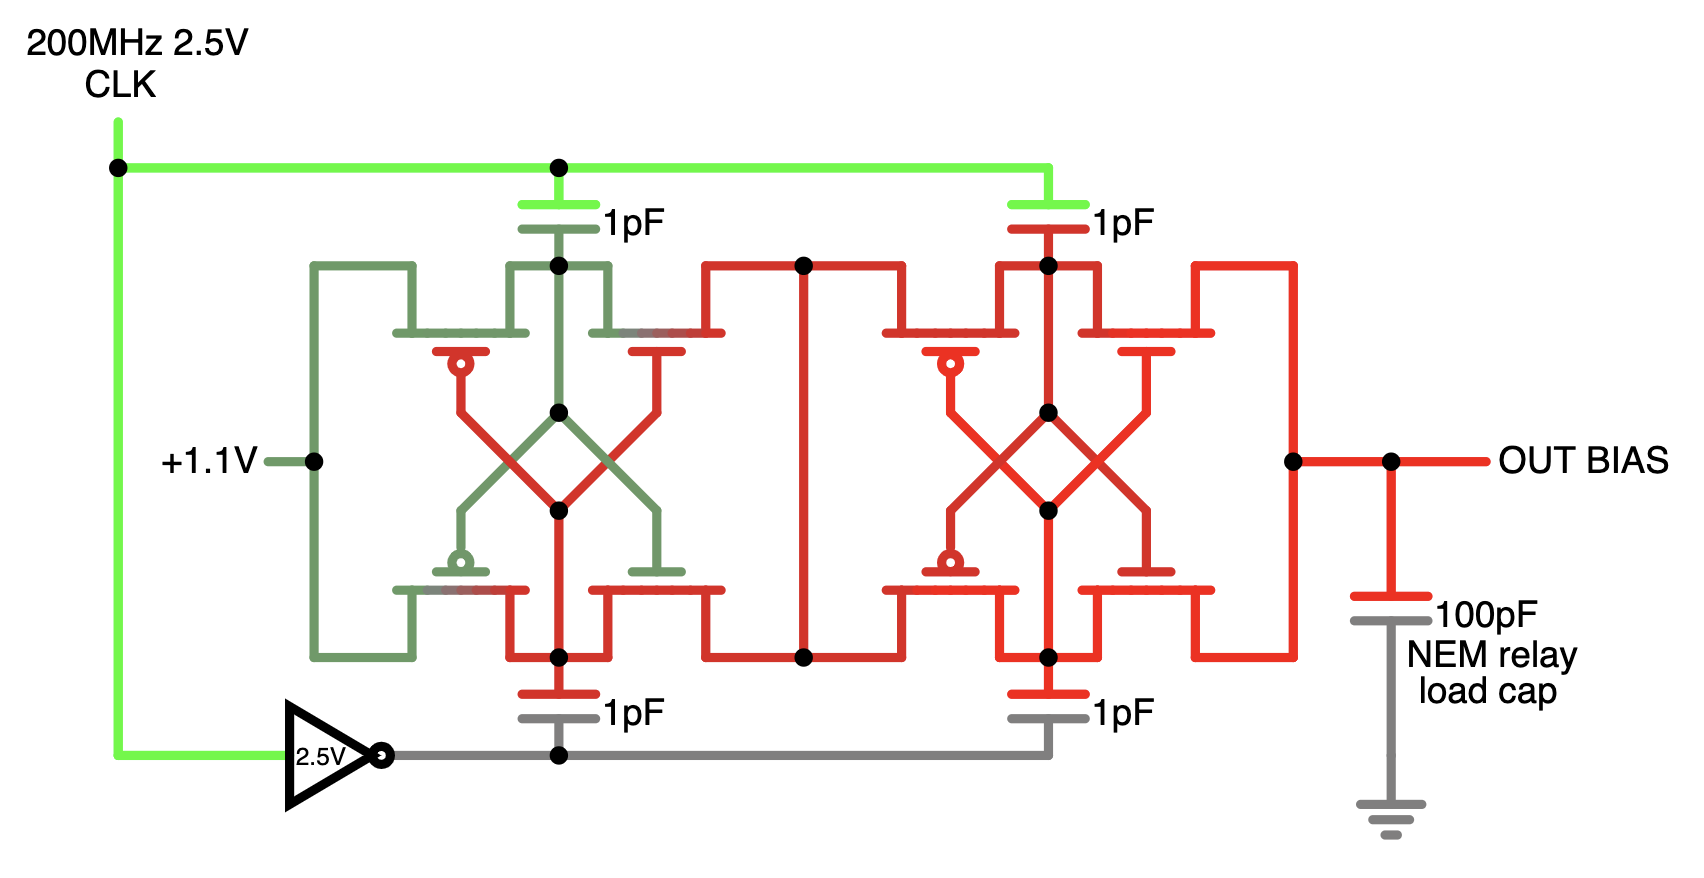 200MHz 2.5V
CLK
1pF
1pF
+1.1V
OUT BIAS
100pF
NEM relay
load cap
1pF
1pF
2.5V